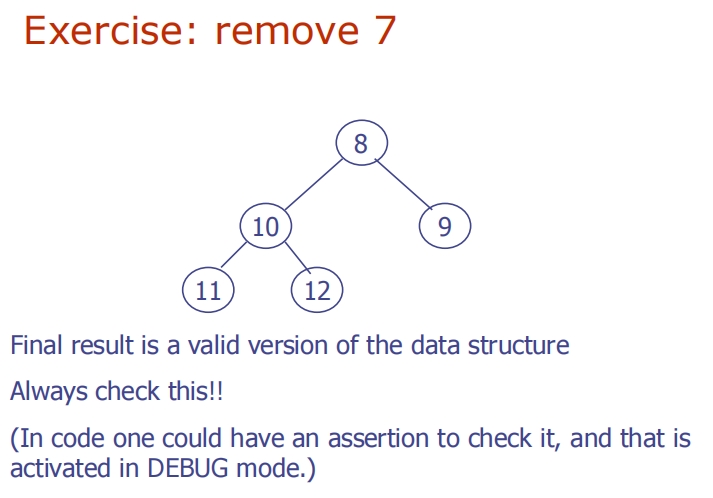 Exercise: remove 7
8
10
9
11
12
Final result is a valid version of the data structure
Always check this!!
(In code one could have an assertion to check it, and that is
activated in DEBUG mode.)